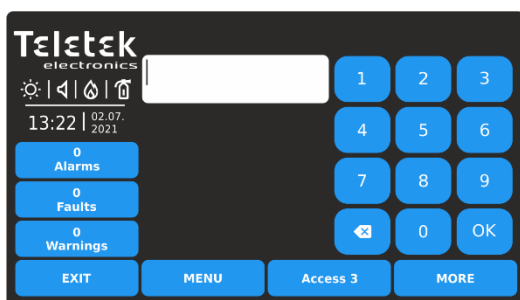 Teletek
electronics
13:22 02.07.
2021
0
Alarms
0
Faults
0
Warnings
1 2 3
4 5 6
7 8 9
0 OK
EXIT MENU Access 3 MORE